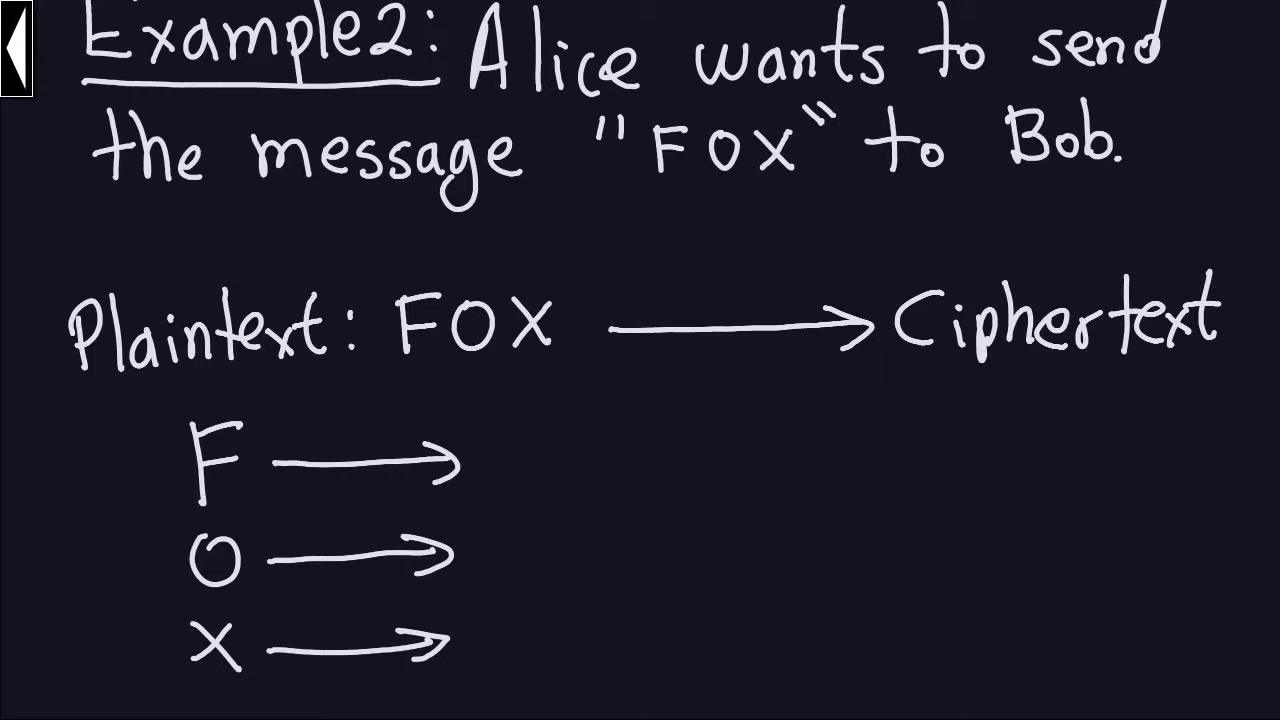 Example2: Alice wants to send
the message "FOX" to Bob.
Plaintext: FOX → Ciphertext
F →
O →
X →